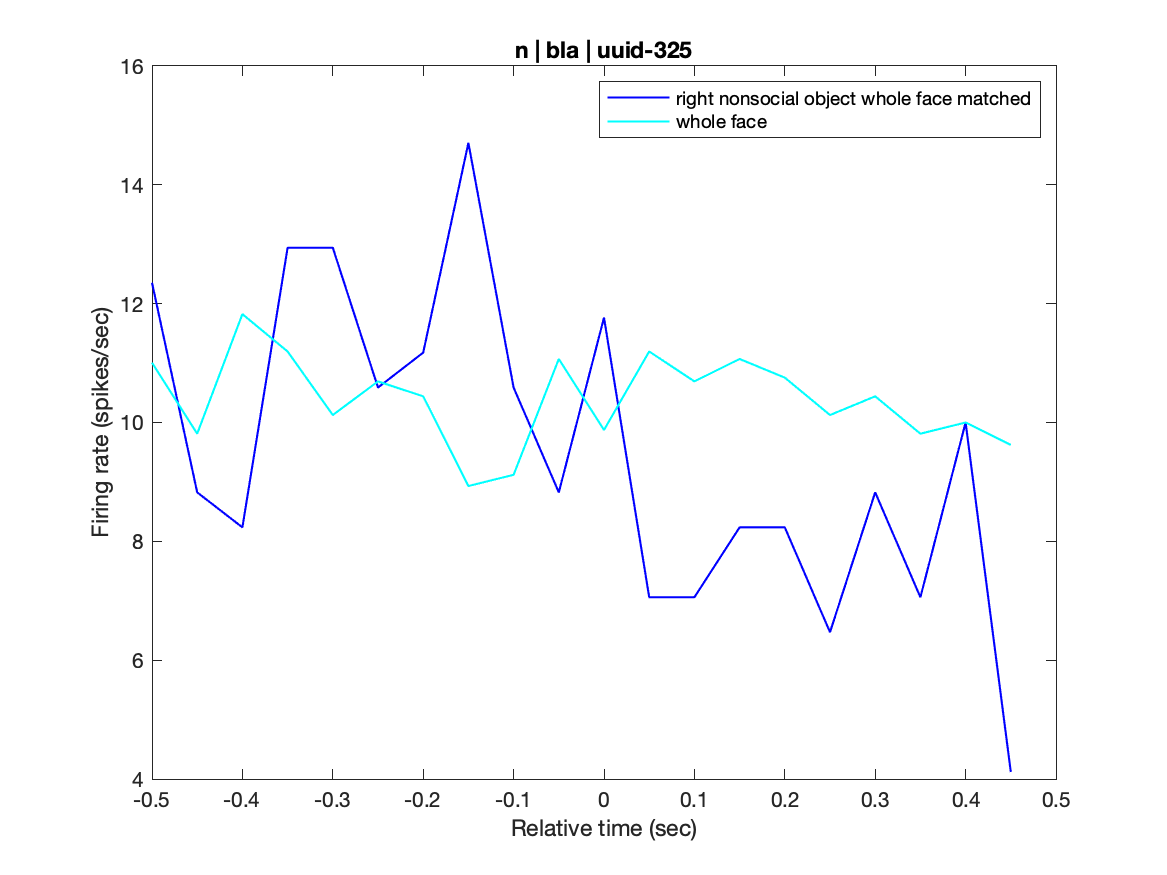 n | bla | uuid-325
16
14
12
10
8
6
4
Firing rate (spikes/sec)
right nonsocial object whole face matched
whole face
-0.5 -0.4 -0.3 -0.2 -0.1 0 0.1 0.2 0.3 0.4 0.5
Relative time (sec)